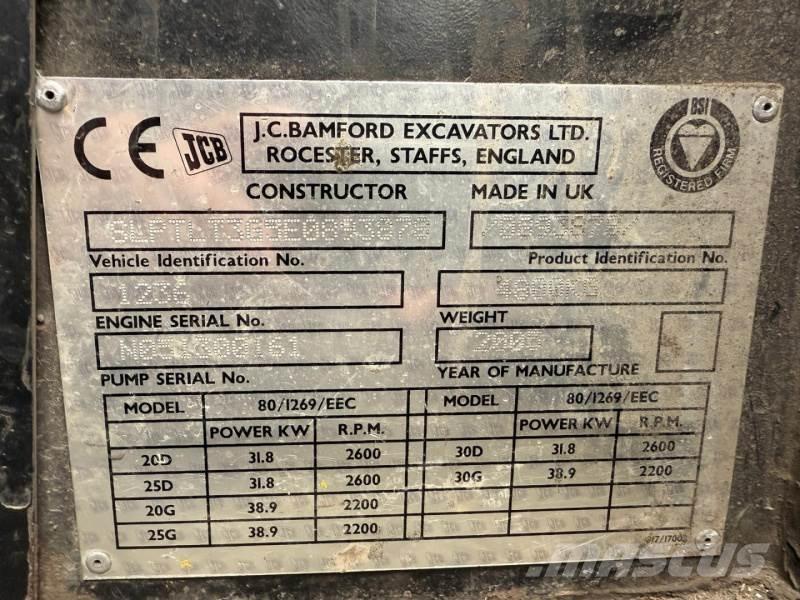 CE JCB J.C.BAMFORD EXCAVATORS LTD. BSI
ROCESTER, STAFFS, ENGLAND REGISTERED FIRM
CONSTRUCTOR MADE IN UK
Vehicle Identification No. Product Identification No.
1236
ENGINE SERIAL No. WEIGHT
PUMP SERIAL No. YEAR OF MANUFACTURE
MODEL 80/1269/EEC MODEL 80/1269/EEC
POWER KW R.P.M. POWER KW R.P.M.
20D 31.8 2600 30D 31.8 2600
25D 31.8 2600 30G 38.9 2200
20G 38.9 2200
25G 38.9 2200
MASCUS